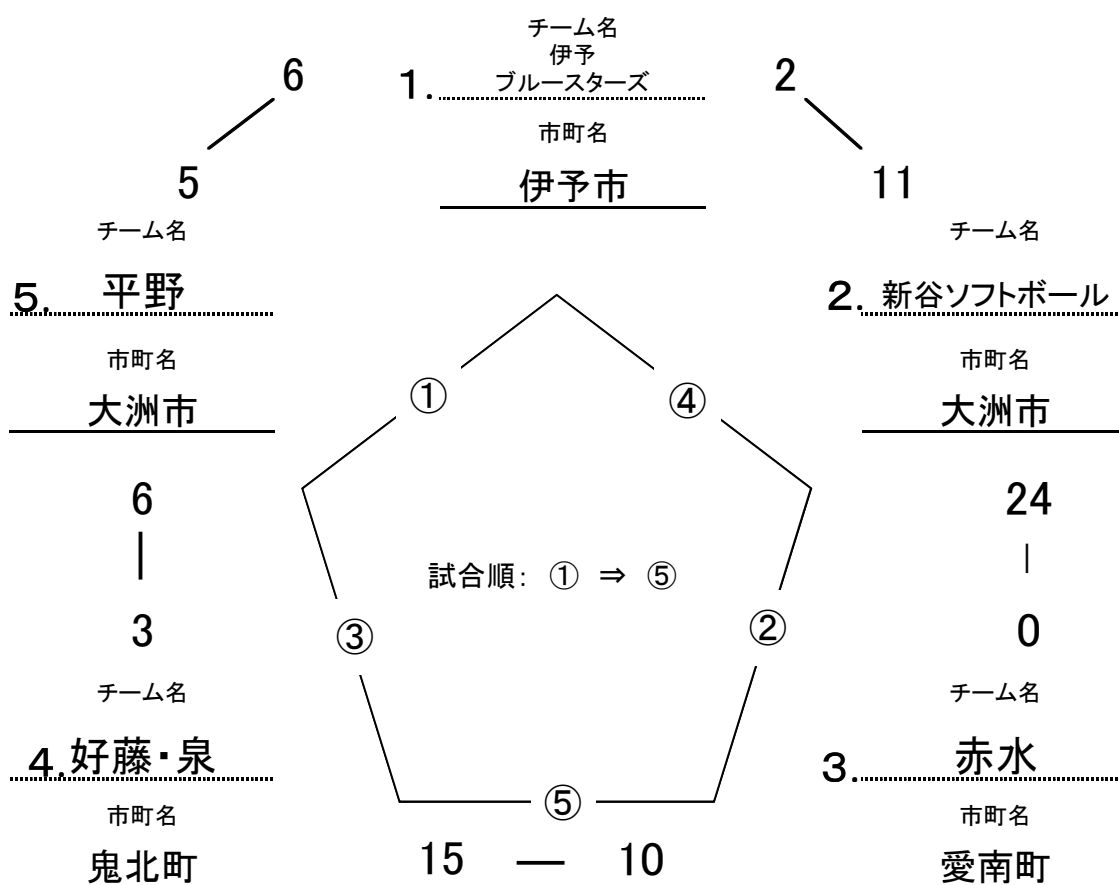 チーム名
伊予
ブルースターズ
1.
市町名
伊予市
6
5
2
11
チーム名
5. 平野
市町名
大洲市
チーム名
2. 新谷ソフトボール
市町名
大洲市
①
④
6
|
3
24
|
0
試合順: ① ⇒ ⑤
③
②
チーム名
4.好藤・泉
市町名
鬼北町
チーム名
3. 赤水
市町名
愛南町
⑤
15 — 10